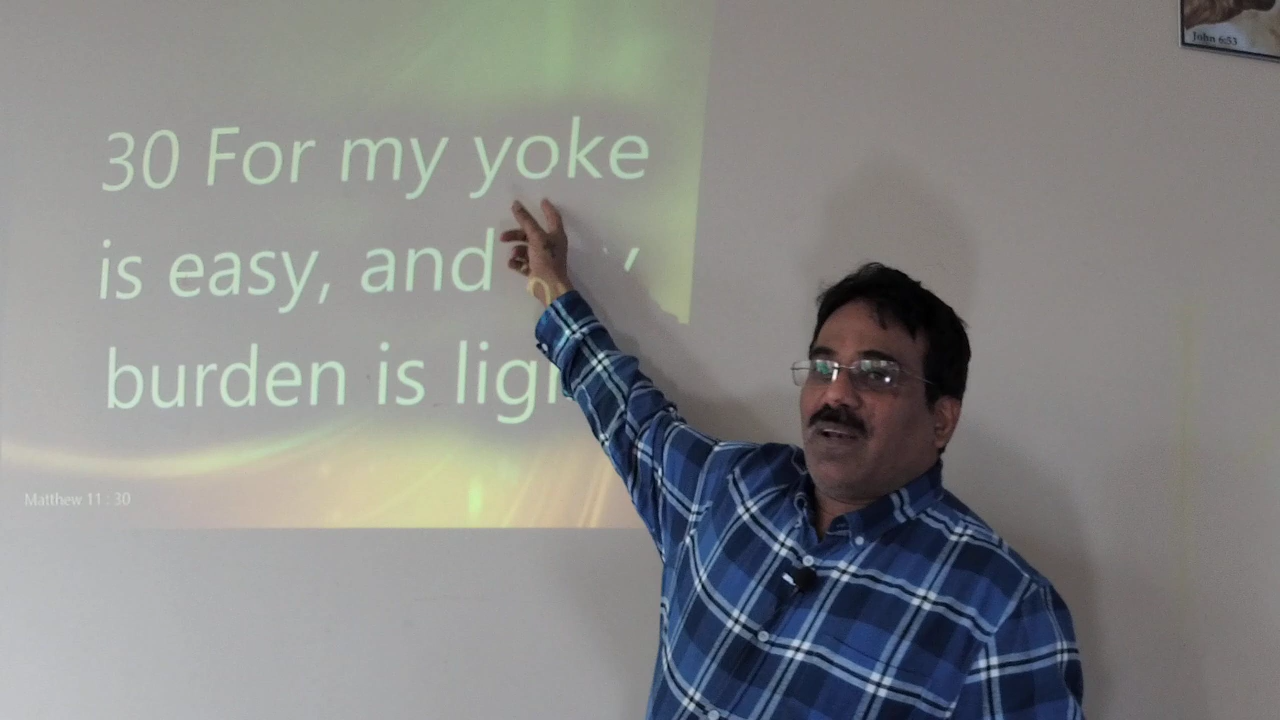 30 For my yoke
is easy, and
burden is
Matthew 11 : 30
John 6:53